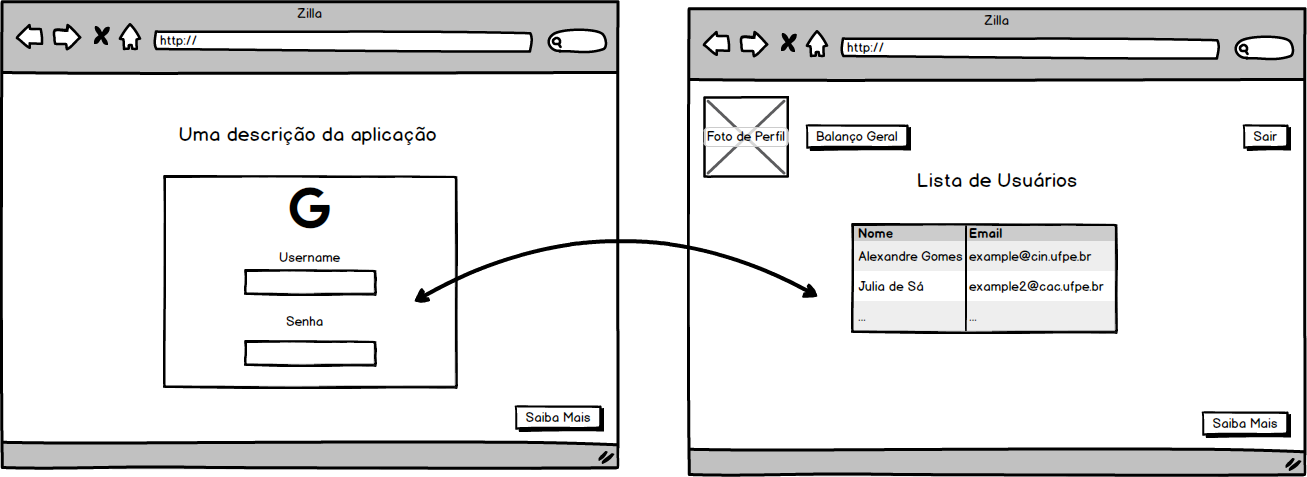 Zilla
http://
Uma descrição da aplicação
G
Username
Senha
Saiba Mais
Zilla
http://
Foto de Perfil
Balanço Geral
Sair
Lista de Usuários
Nome Email
Alexandre Gomes example@cin.ufpe.br
Julia de Sá example2@cac.ufpe.br
... ...
Saiba Mais